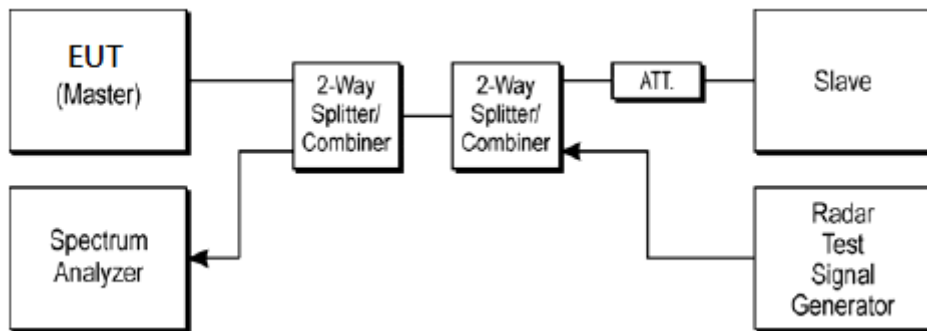 EUT
(Master)
2-Way
Splitter/
Combiner
2-Way
Splitter/
Combiner
ATT.
Slave
Spectrum
Analyzer
Radar
Test
Signal
Generator